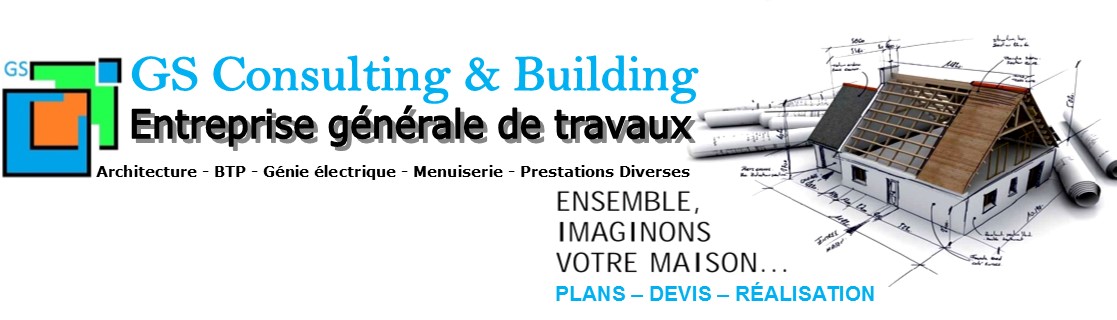 GS
GS Consulting & Building
Entreprise générale de travaux
Architecture - BTP - Génie électrique - Menuiserie - Prestations Diverses
ENSEMBLE,
IMAGINONS
VOTRE MAISON...
PLANS – DEVIS – RÉALISATION